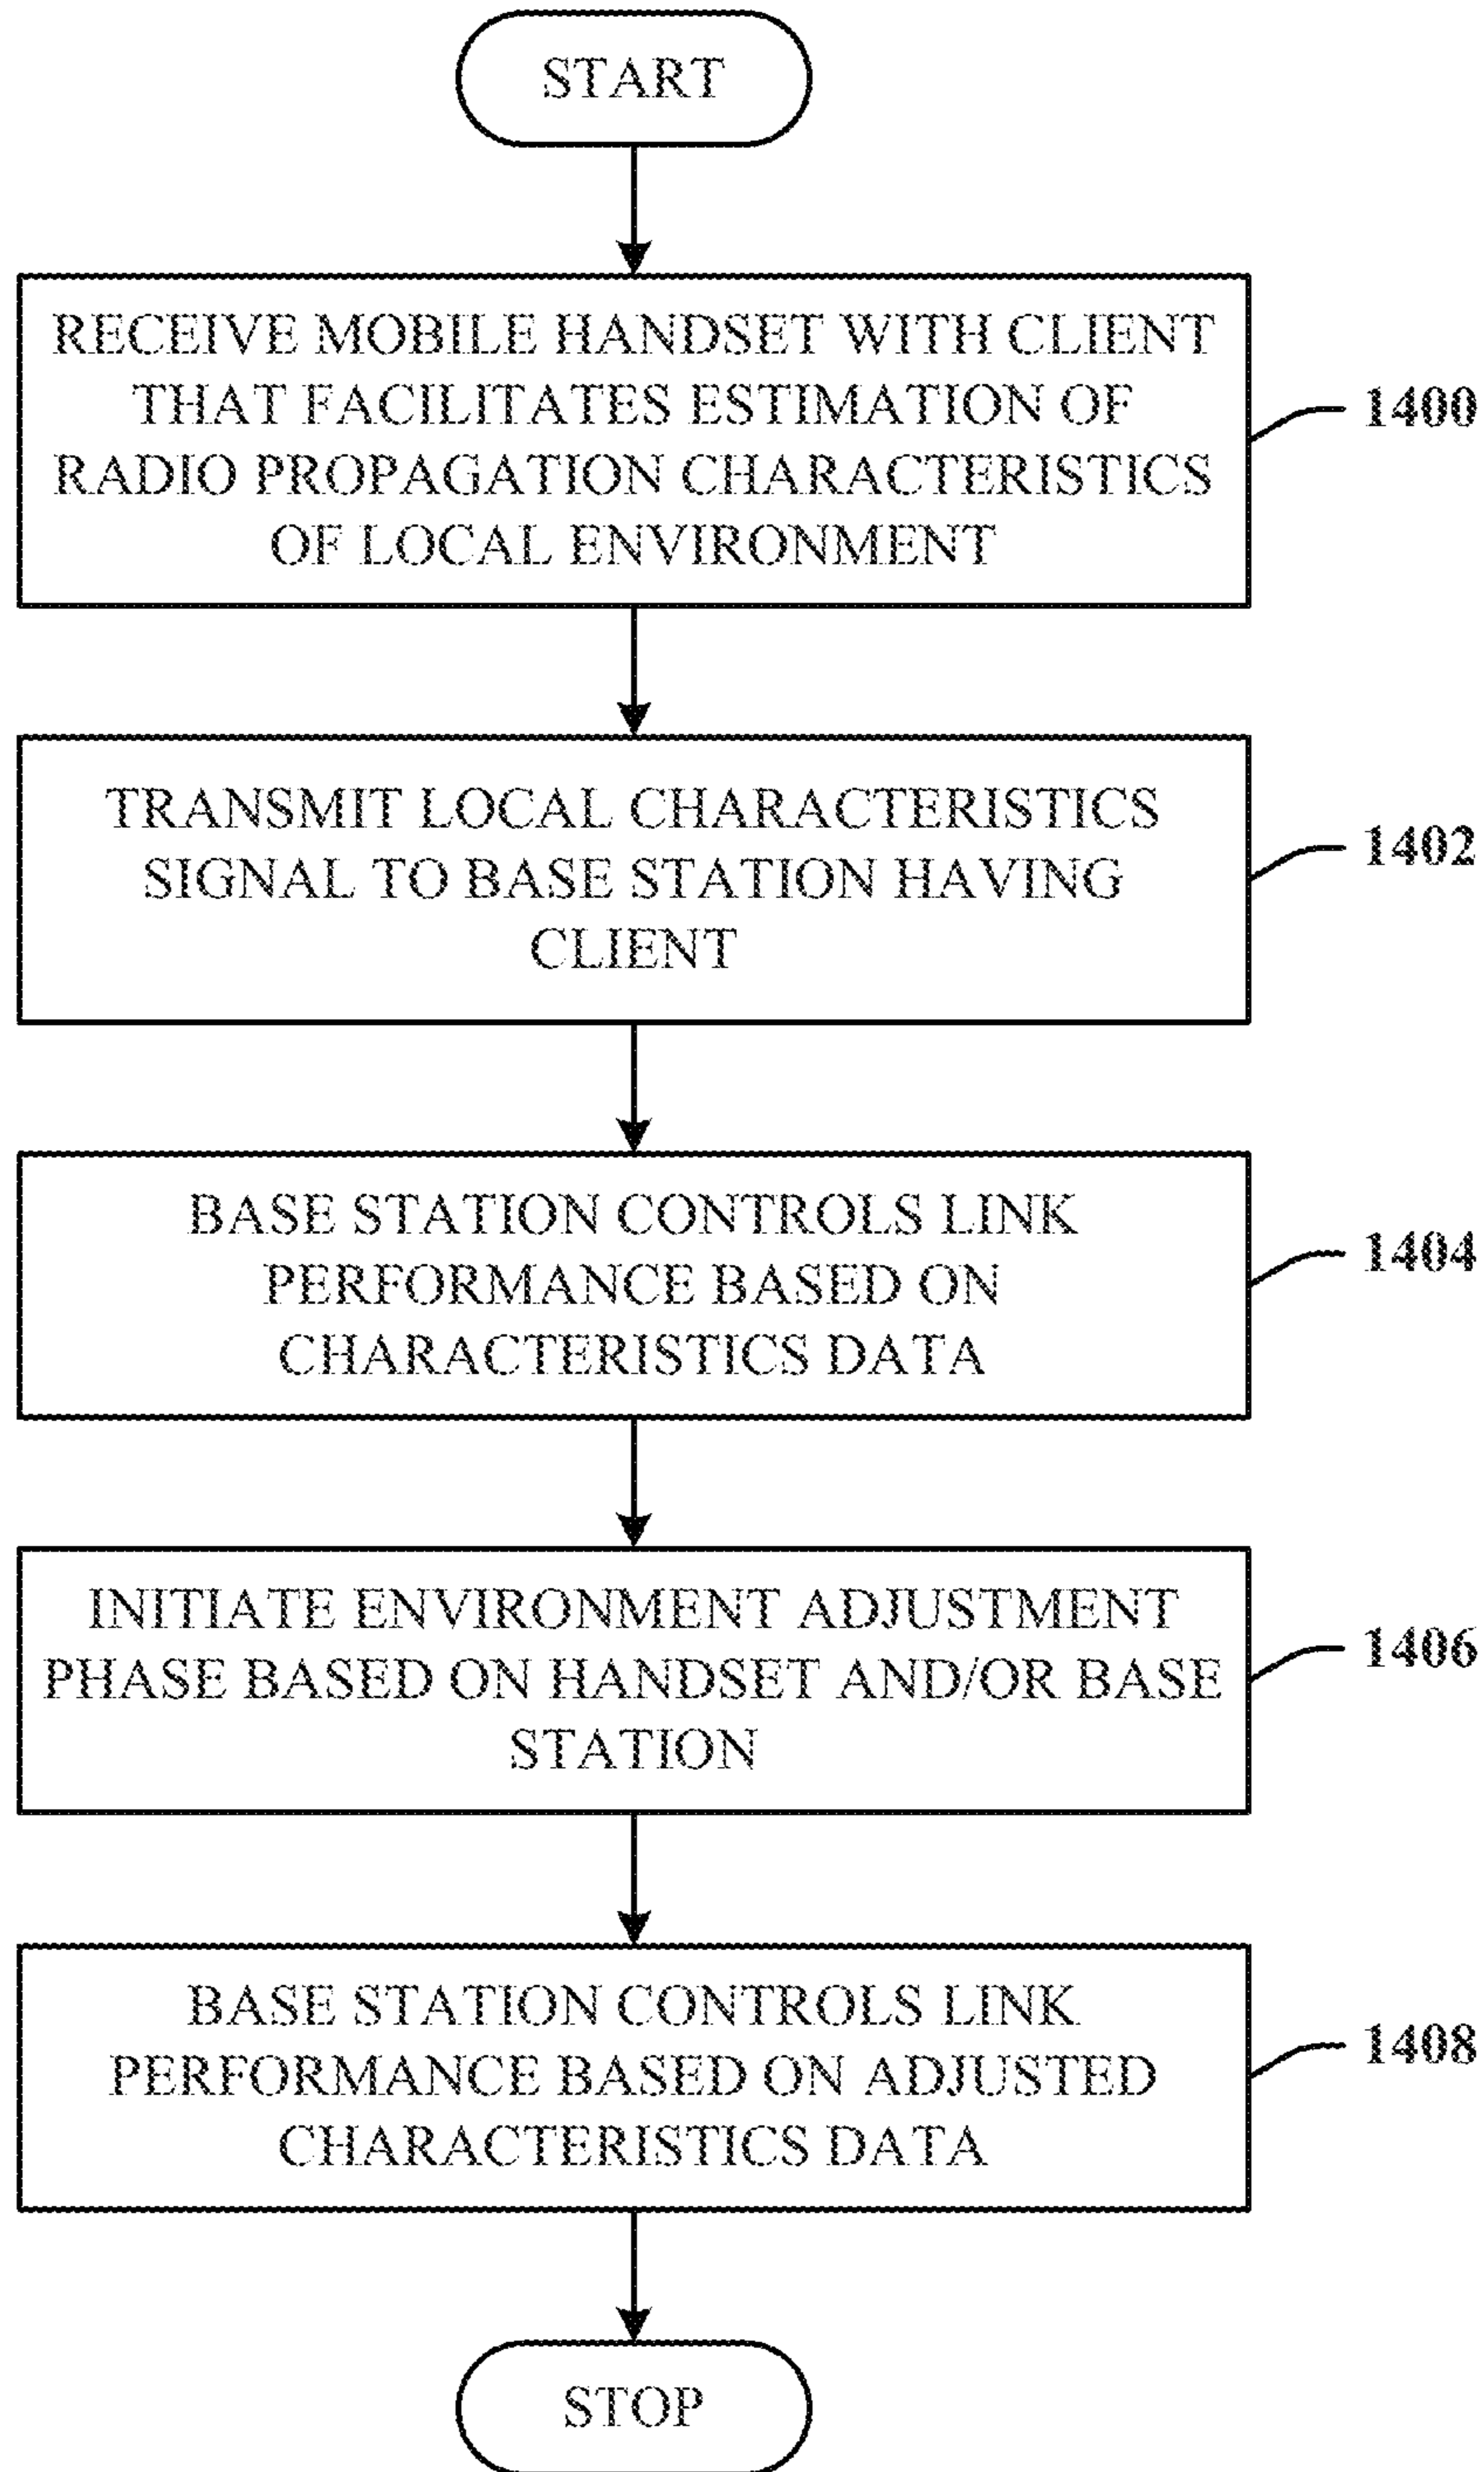 START
RECEIVE MOBILE HANDSET WITH CLIENT
THAT FACILITATES ESTIMATION OF
RADIO PROPAGATION CHARACTERISTICS
OF LOCAL ENVIRONMENT
1400
TRANSMIT LOCAL CHARACTERISTICS
SIGNAL TO BASE STATION HAVING
CLIENT
1402
BASE STATION CONTROLS LINK
PERFORMANCE BASED ON
CHARACTERISTICS DATA
1404
INITIATE ENVIRONMENT ADJUSTMENT
PHASE BASED ON HANDSET AND/OR BASE
STATION
1406
BASE STATION CONTROLS LINK
PERFORMANCE BASED ON ADJUSTED
CHARACTERISTICS DATA
1408
STOP